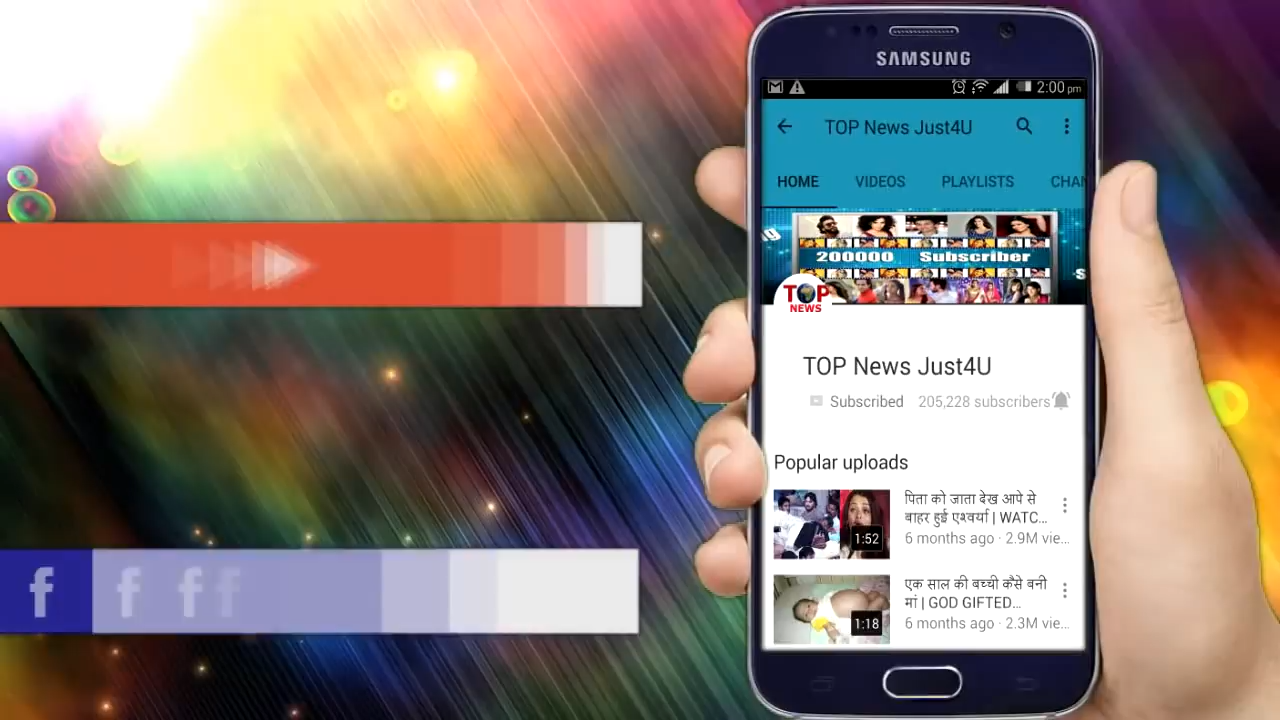 SAMSUNG
2:00 pm
TOP News Just4U
HOME VIDEOS PLAYLISTS CHAN
200000 Subscriber
TOP
NEWS
TOP News Just4U
Subscribed 205,228 subscribers
Popular uploads
पिता को जाता देख आपे से
बाहर हुई एश्वर्या | WATC...
1:52
6 months ago · 2.9M vie...
एक साल की बच्ची कैसे बनी
मां | GOD GIFTED...
1:18
6 months ago · 2.3M vie...
f f f f